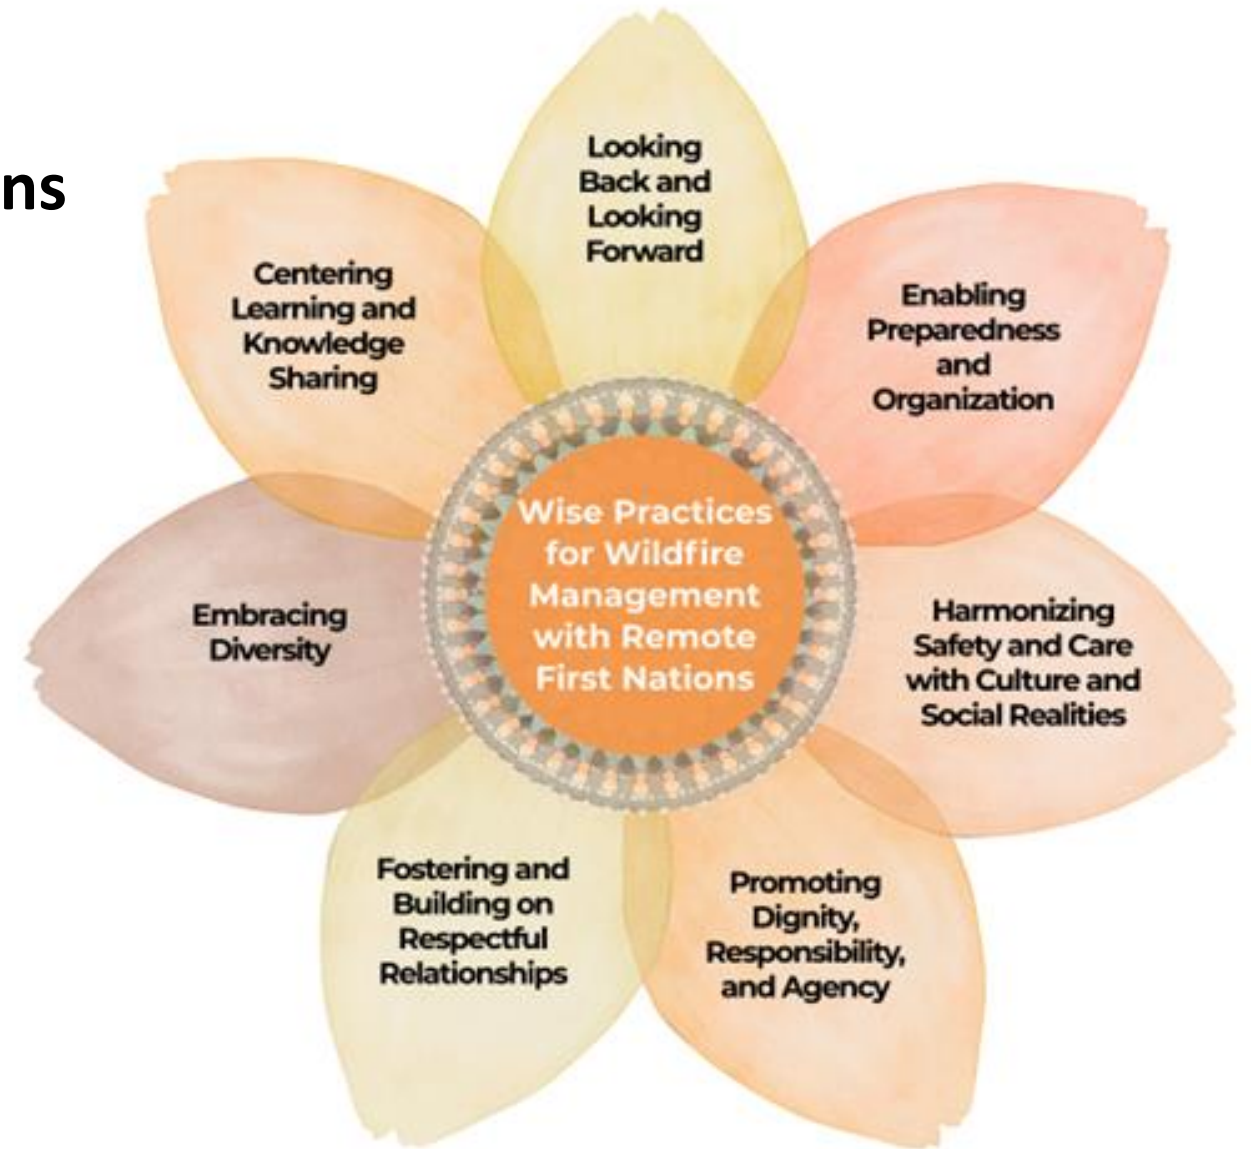 ns
Looking
Back and
Looking
Forward
Enabling
Preparedness
and
Organization
Harmonizing
Safety and Care
with Culture and
Social Realities
Promoting
Dignity,
Responsibility,
and Agency
Fostering and
Building on
Respectful
Relationships
Embracing
Diversity
Centering
Learning and
Knowledge
Sharing
Wise Practices
for Wildfire
Management
with Remote
First Nations